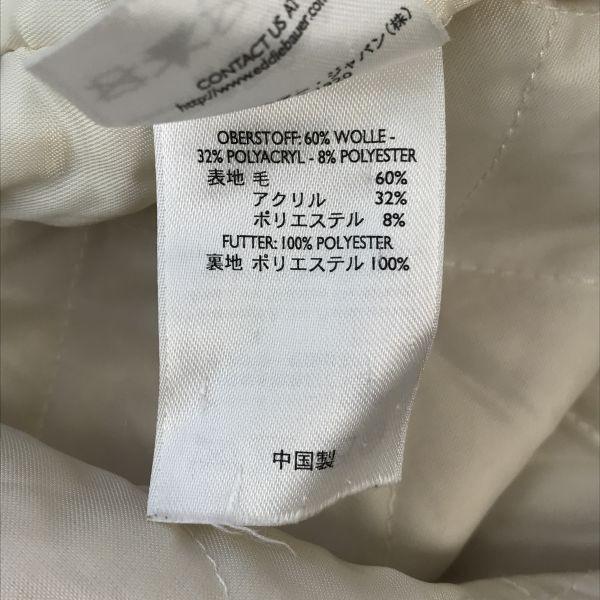 CONTACT US AT
http://www.eddiebauer.
ジャパン(株)
OBERSTOFF: 60% WOLLE -
32% POLYACRYL - 8% POLYESTER
表地 毛 60%
アクリル 32%
ポリエステル 8%
FUTTER: 100% POLYESTER
裏地 ポリエステル 100%
中国製